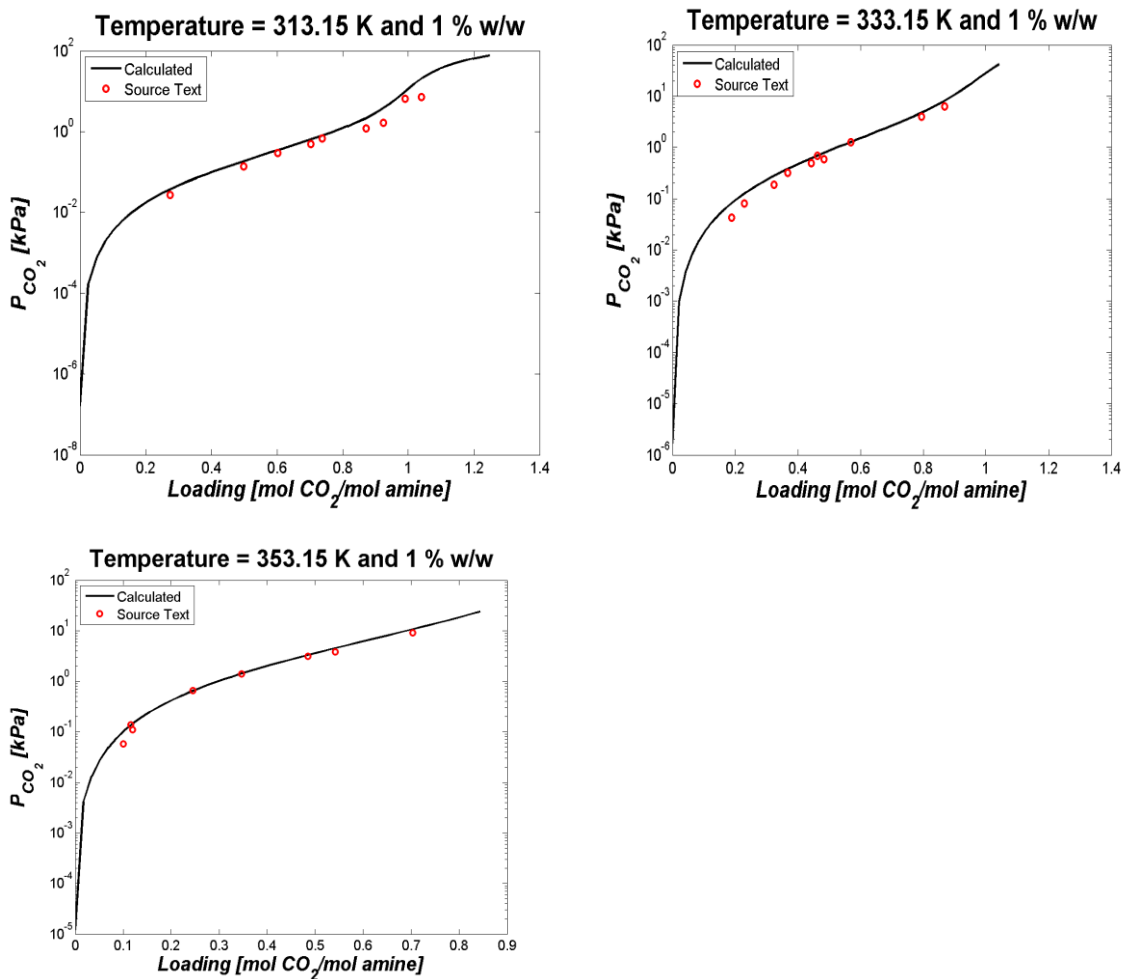 Temperature = 313.15 K and 1 % w/w
10^2
10^0
10^-2
10^-4
10^-6
10^-8
P_CO_2 [kPa]
Calculated
Source Text
0 0.2 0.4 0.6 0.8 1 1.2 1.4
Loading [mol CO_2/mol amine]
Temperature = 333.15 K and 1 % w/w
10^2
10^1
10^0
10^-1
10^-2
10^-3
10^-4
10^-5
10^-6
P_CO_2 [kPa]
Calculated
Source Text
0 0.2 0.4 0.6 0.8 1 1.2 1.4
Loading [mol CO_2/mol amine]
Temperature = 353.15 K and 1 % w/w
10^2
10^1
10^0
10^-1
10^-2
10^-3
10^-4
10^-5
P_CO_2 [kPa]
Calculated
Source Text
0 0.1 0.2 0.3 0.4 0.5 0.6 0.7 0.8 0.9
Loading [mol CO_2/mol amine]